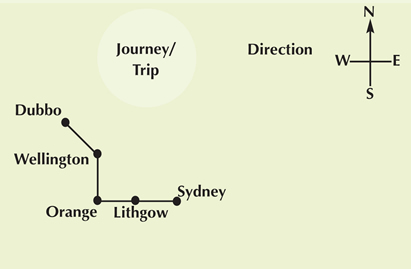 N
Journey/
Trip
Direction
W E
S
Dubbo
Wellington
Sydney
Orange Lithgow